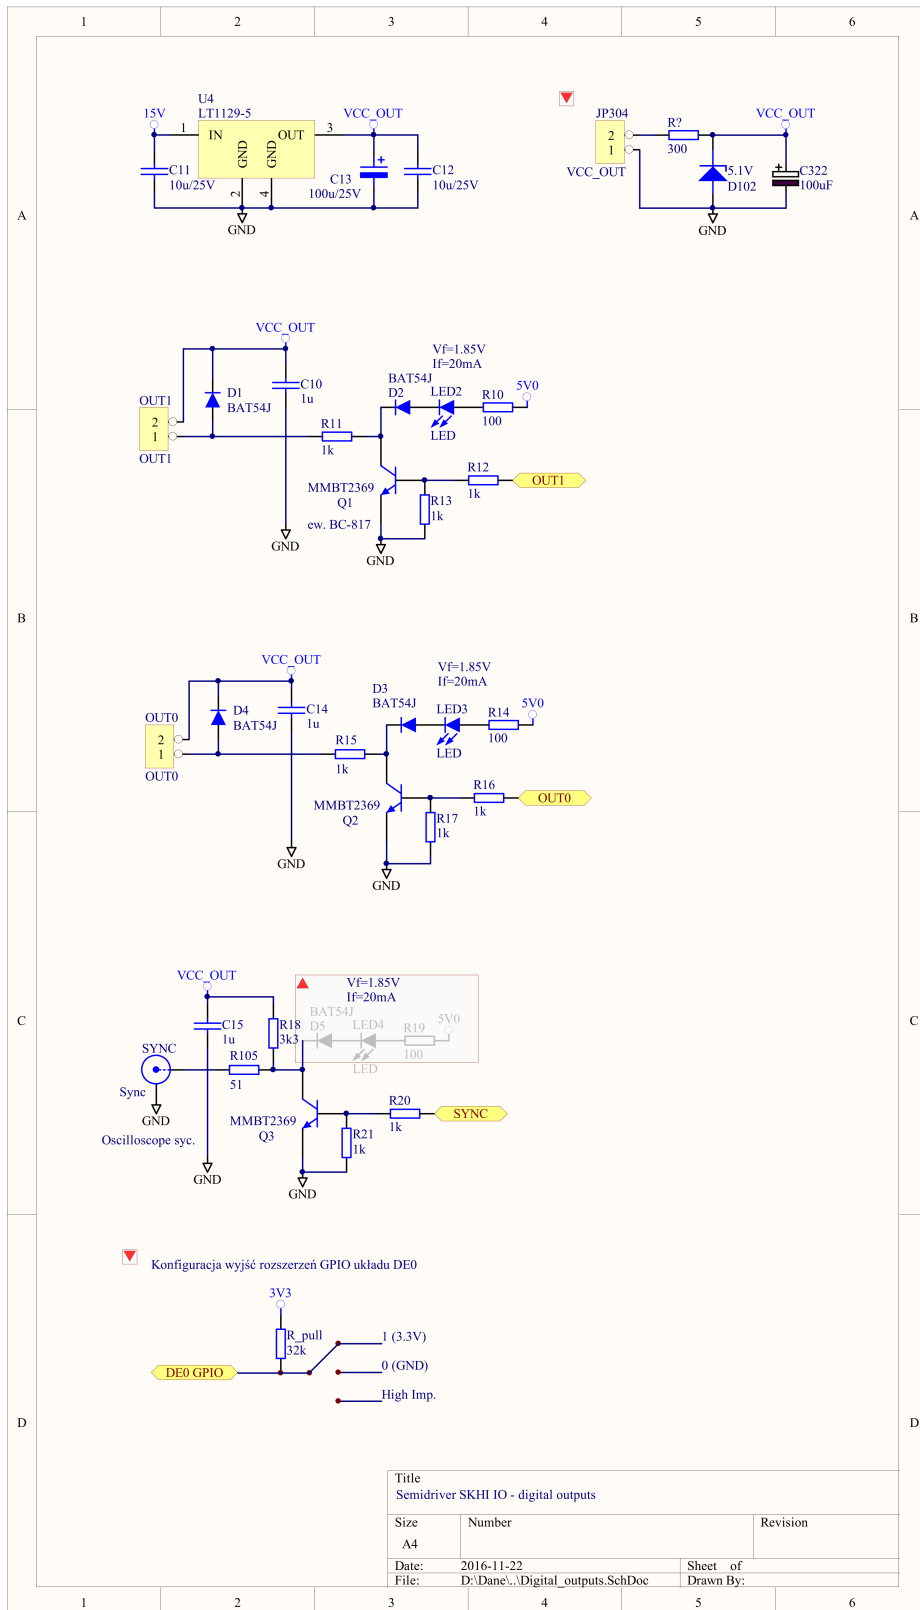 1 2 3 4 5 6
U4
LT1129-5
15V
VCC_OUT
1
IN
OUT
3
GND
GND
2
4
C11
10u/25V
C13
100u/25V
+
C12
10u/25V
GND
JP304
2
1
VCC_OUT
R?
300
VCC_OUT
5.1V
D102
+
C322
100uF
GND
A A
VCC_OUT
D1
BAT54J
C10
1u
OUT1
2
1
OUT1
R11
1k
Vf=1.85V
If=20mA
BAT54J
D2
LED2
LED
R10
100
5V0
R12
1k
OUT1
MMBT2369
Q1
R13
1k
ew. BC-817
GND
GND
B B
VCC_OUT
D4
BAT54J
C14
1u
OUT0
2
1
OUT0
R15
1k
Vf=1.85V
If=20mA
D3
BAT54J
LED3
LED
R14
100
5V0
R16
1k
OUT0
MMBT2369
Q2
R17
1k
GND
GND
C C
VCC_OUT
C15
1u
R18
3k3
SYNC
Sync
GND
Oscilloscope syc.
R105
51
Vf=1.85V
If=20mA
BAT54J
D5
LED4
LED
R19
100
5V0
R20
1k
SYNC
MMBT2369
Q3
R21
1k
GND
GND
Konfiguracja wyjść rozszerzeń GPIO układu DE0
3V3
R_pull
32k
DE0 GPIO
1 (3.3V)
0 (GND)
High Imp.
D D
Title
Semidriver SKHI IO - digital outputs
Size Number Revision
A4
Date: 2016-11-22 Sheet of
File: D:\Dane\..\Digital_outputs.SchDoc Drawn By:
1 2 3 4 5 6